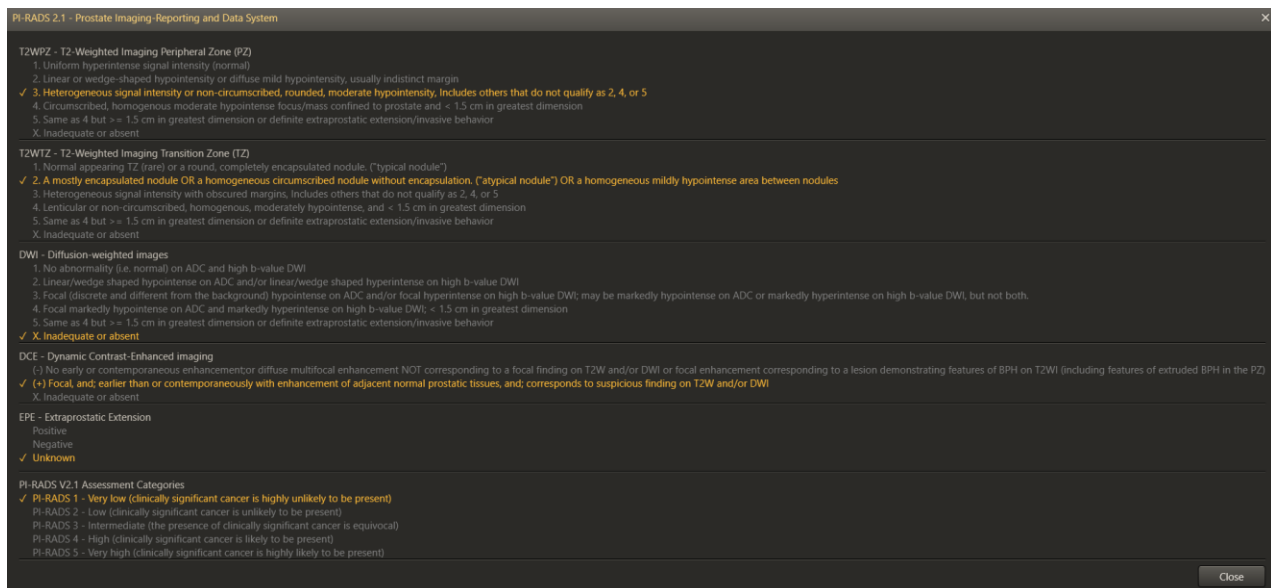 PI-RADS 2.1 - Prostate Imaging-Reporting and Data System
T2WPZ - T2-Weighted Imaging Peripheral Zone (PZ)
1. Uniform hyperintense signal intensity (normal)
2. Linear or wedge-shaped hypointensity or diffuse mild hypointensity, usually indistinct margin
✓ 3. Heterogeneous signal intensity or non-circumscribed, rounded, moderate hypointensity, Includes others that do not qualify as 2, 4, or 5
4. Circumscribed, homogenous moderate hypointense focus/mass confined to prostate and < 1.5 cm in greatest dimension
5. Same as 4 but >= 1.5 cm in greatest dimension or definite extraprostatic extension/invasive behavior
X. Inadequate or absent
T2WTZ - T2-Weighted Imaging Transition Zone (TZ)
1. Normal appearing TZ (rare) or a round, completely encapsulated nodule. ("typical nodule")
✓ 2. A mostly encapsulated nodule OR a homogeneous circumscribed nodule without encapsulation. ("atypical nodule") OR a homogeneous mildly hypointense area between nodules
3. Heterogeneous signal intensity with obscured margins, Includes others that do not qualify as 2, 4, or 5
4. Lenticular or non-circumscribed, homogenous, moderately hypointense, and < 1.5 cm in greatest dimension
5. Same as 4 but >= 1.5 cm in greatest dimension or definite extraprostatic extension/invasive behavior
X. Inadequate or absent
DWI - Diffusion-weighted images
1. No abnormality (i.e. normal) on ADC and high b-value DWI
2. Linear/wedge shaped hypointense on ADC and/or linear/wedge shaped hyperintense on high b-value DWI
3. Focal (discrete and different from the background) hypointense on ADC and/or focal hyperintense on high b-value DWI; may be markedly hypointense on ADC or markedly hyperintense on high b-value DWI, but not both.
4. Focal markedly hypointense on ADC and markedly hyperintense on high b-value DWI; < 1.5 cm in greatest dimension
5. Same as 4 but >= 1.5 cm in greatest dimension or definite extraprostatic extension/invasive behavior
✓ X. Inadequate or absent
DCE - Dynamic Contrast-Enhanced imaging
(-) No early or contemporaneous enhancement;or diffuse multifocal enhancement NOT corresponding to a focal finding on T2W and/or DWI or focal enhancement corresponding to a lesion demonstrating features of BPH on T2WI (including features of extruded BPH in the PZ)
✓ (+) Focal, and; earlier than or contemporaneously with enhancement of adjacent normal prostatic tissues, and; corresponds to suspicious finding on T2W and/or DWI
X. Inadequate or absent
EPE - Extraprostatic Extension
Positive
Negative
✓ Unknown
PI-RADS V2.1 Assessment Categories
✓ PI-RADS 1 - Very low (clinically significant cancer is highly unlikely to be present)
PI-RADS 2 - Low (clinically significant cancer is unlikely to be present)
PI-RADS 3 - Intermediate (the presence of clinically significant cancer is equivocal)
PI-RADS 4 - High (clinically significant cancer is likely to be present)
PI-RADS 5 - Very high (clinically significant cancer is highly likely to be present)
Close